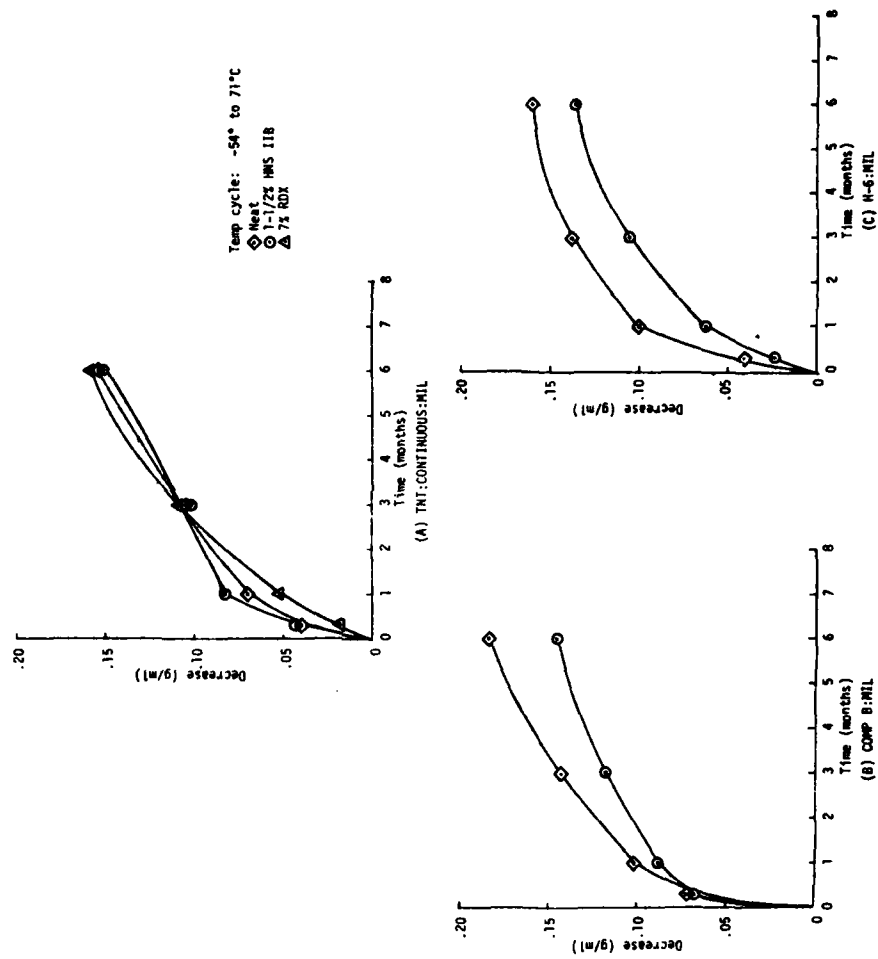 Temp cycle: -54° to 71°C
Neat
1-1/2% HNS IIB
7% RDX
.20
.15
.10
.05
0
Decrease (g/ml)
0 1 2 3 4 5 6 7 8
Time (months)
(A) TNT:CONTINUOUS:MIL
.20
.15
.10
.05
0
Decrease (g/ml)
0 1 2 3 4 5 6 7 8
Time (months)
(B) COMP B:MIL
.20
.15
.10
.05
0
Decrease (g/ml)
0 1 2 3 4 5 6 7 8
Time (months)
(C) H-6:MIL